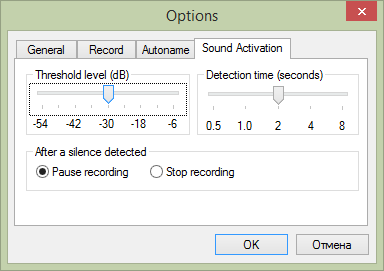 Options
General Record Autoname Sound Activation
Threshold level (dB) Detection time (seconds)
-54 -42 -30 -18 -6 0.5 1.0 2 4 8
After a silence detected
Pause recording Stop recording
OK Отмена